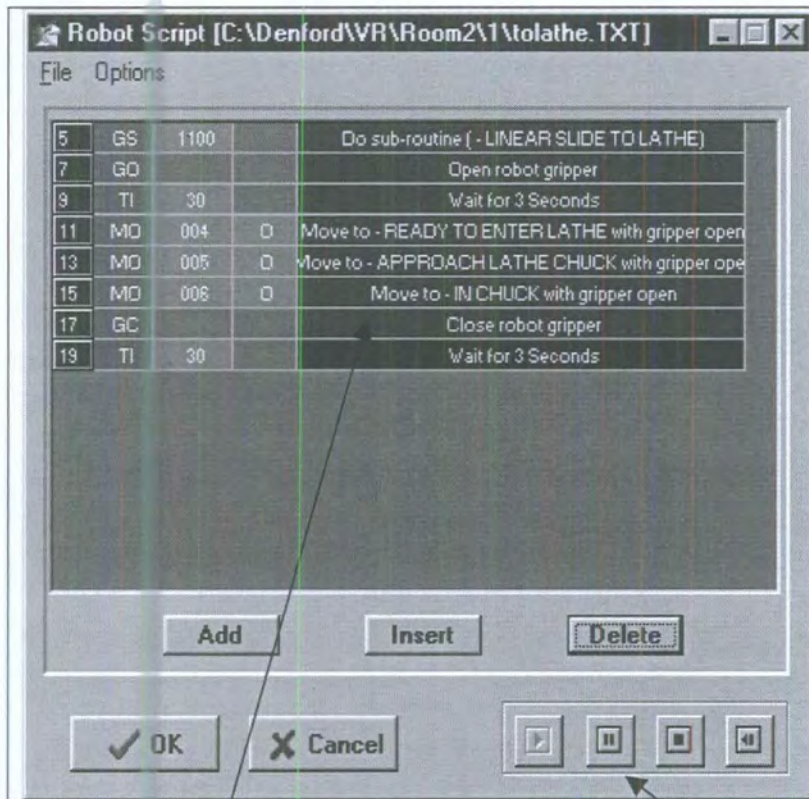 Robot Script [C:\Denford\VR\Room2\1\tolathe.TXT]
File Options
5 GS 1100 Do sub-routine ( - LINEAR SLIDE TO LATHE)
7 GO Open robot gripper
9 TI 30 Wait for 3 Seconds
11 MO 004 O Move to - READY TO ENTER LATHE with gripper open
13 MO 005 O Move to - APPROACH LATHE CHUCK with gripper ope
15 MO 006 O Move to - IN CHUCK with gripper open
17 GC Close robot gripper
19 TI 30 Wait for 3 Seconds
Add Insert Delete
OK Cancel